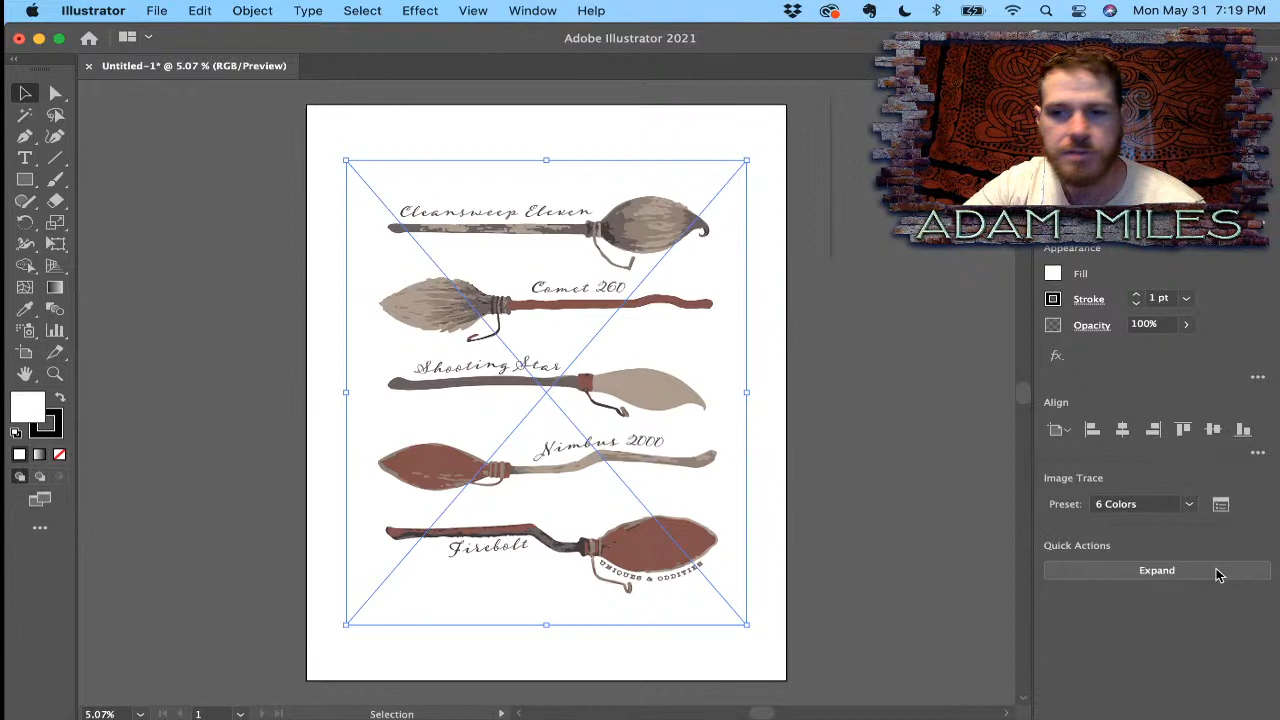 Illustrator File Edit Object Type Select Effect View Window Help Mon May 31 7:19 PM
Adobe Illustrator 2021
× Untitled-1* @ 5.07 % (RGB/Preview)
ADAM MILES
Cleansweep Eleven
Comet 260
Shooting Star
Nimbus 2000
Firebolt
UNIQUES & ODDITIES
Appearance
Fill
Stroke 1 pt
Opacity 100%
fx.
Align
Image Trace
Preset: 6 Colors
Quick Actions
Expand
5.07% 1 Selection